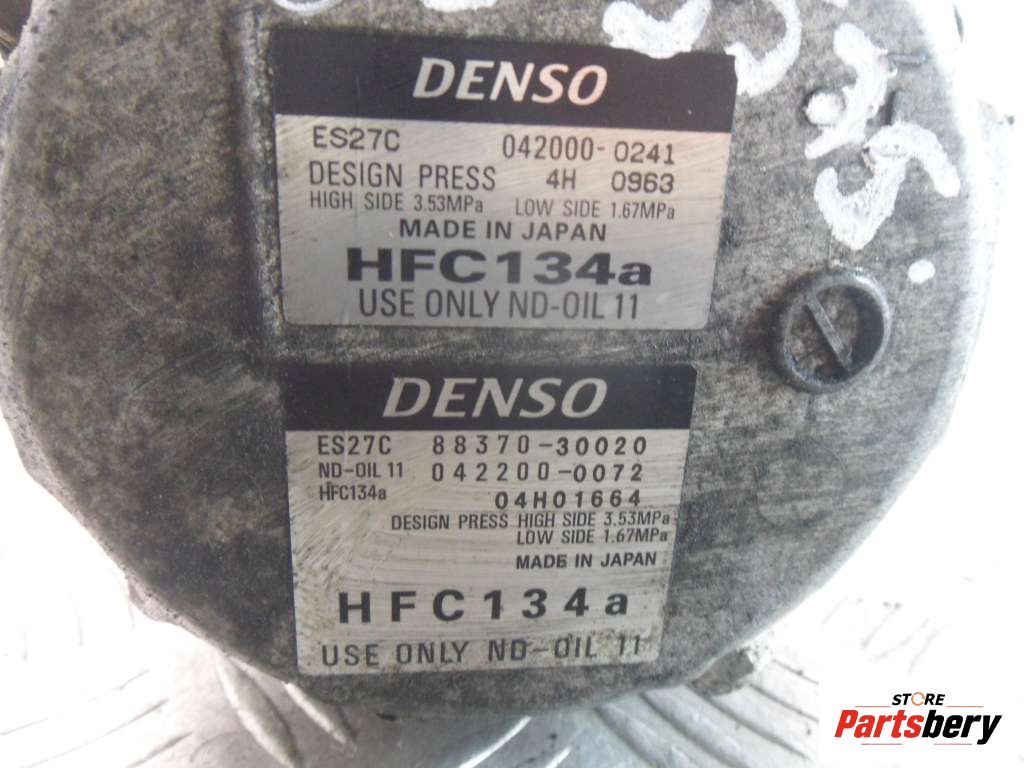 DENSO
ES27C 042000-0241
DESIGN PRESS 4H 0963
HIGH SIDE 3.53MPa LOW SIDE 1.67MPa
MADE IN JAPAN
HFC134a
USE ONLY ND-OIL 11
DENSO
ES27C 88370-30020
ND-OIL 11 042200-0072
HFC134a 04H01664
DESIGN PRESS HIGH SIDE 3.53MPa
LOW SIDE 1.67MPa
MADE IN JAPAN
HFC134a
USE ONLY ND-OIL 11
STORE
Partsbery